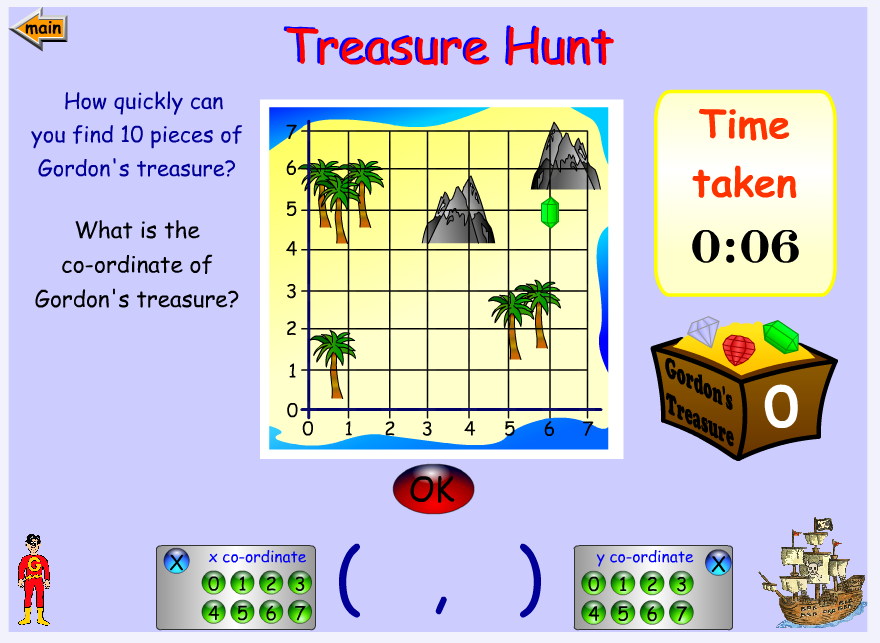 main
Treasure Hunt
How quickly can
you find 10 pieces of
Gordon's treasure?
What is the
co-ordinate of
Gordon's treasure?
7
6
5
4
3
2
1
0
0 1 2 3 4 5 6 7
Time
taken
0:06
Gordon's
Treasure
0
OK
X
x co-ordinate
0 1 2 3
4 5 6 7
( , )
y co-ordinate
X
0 1 2 3
4 5 6 7
G